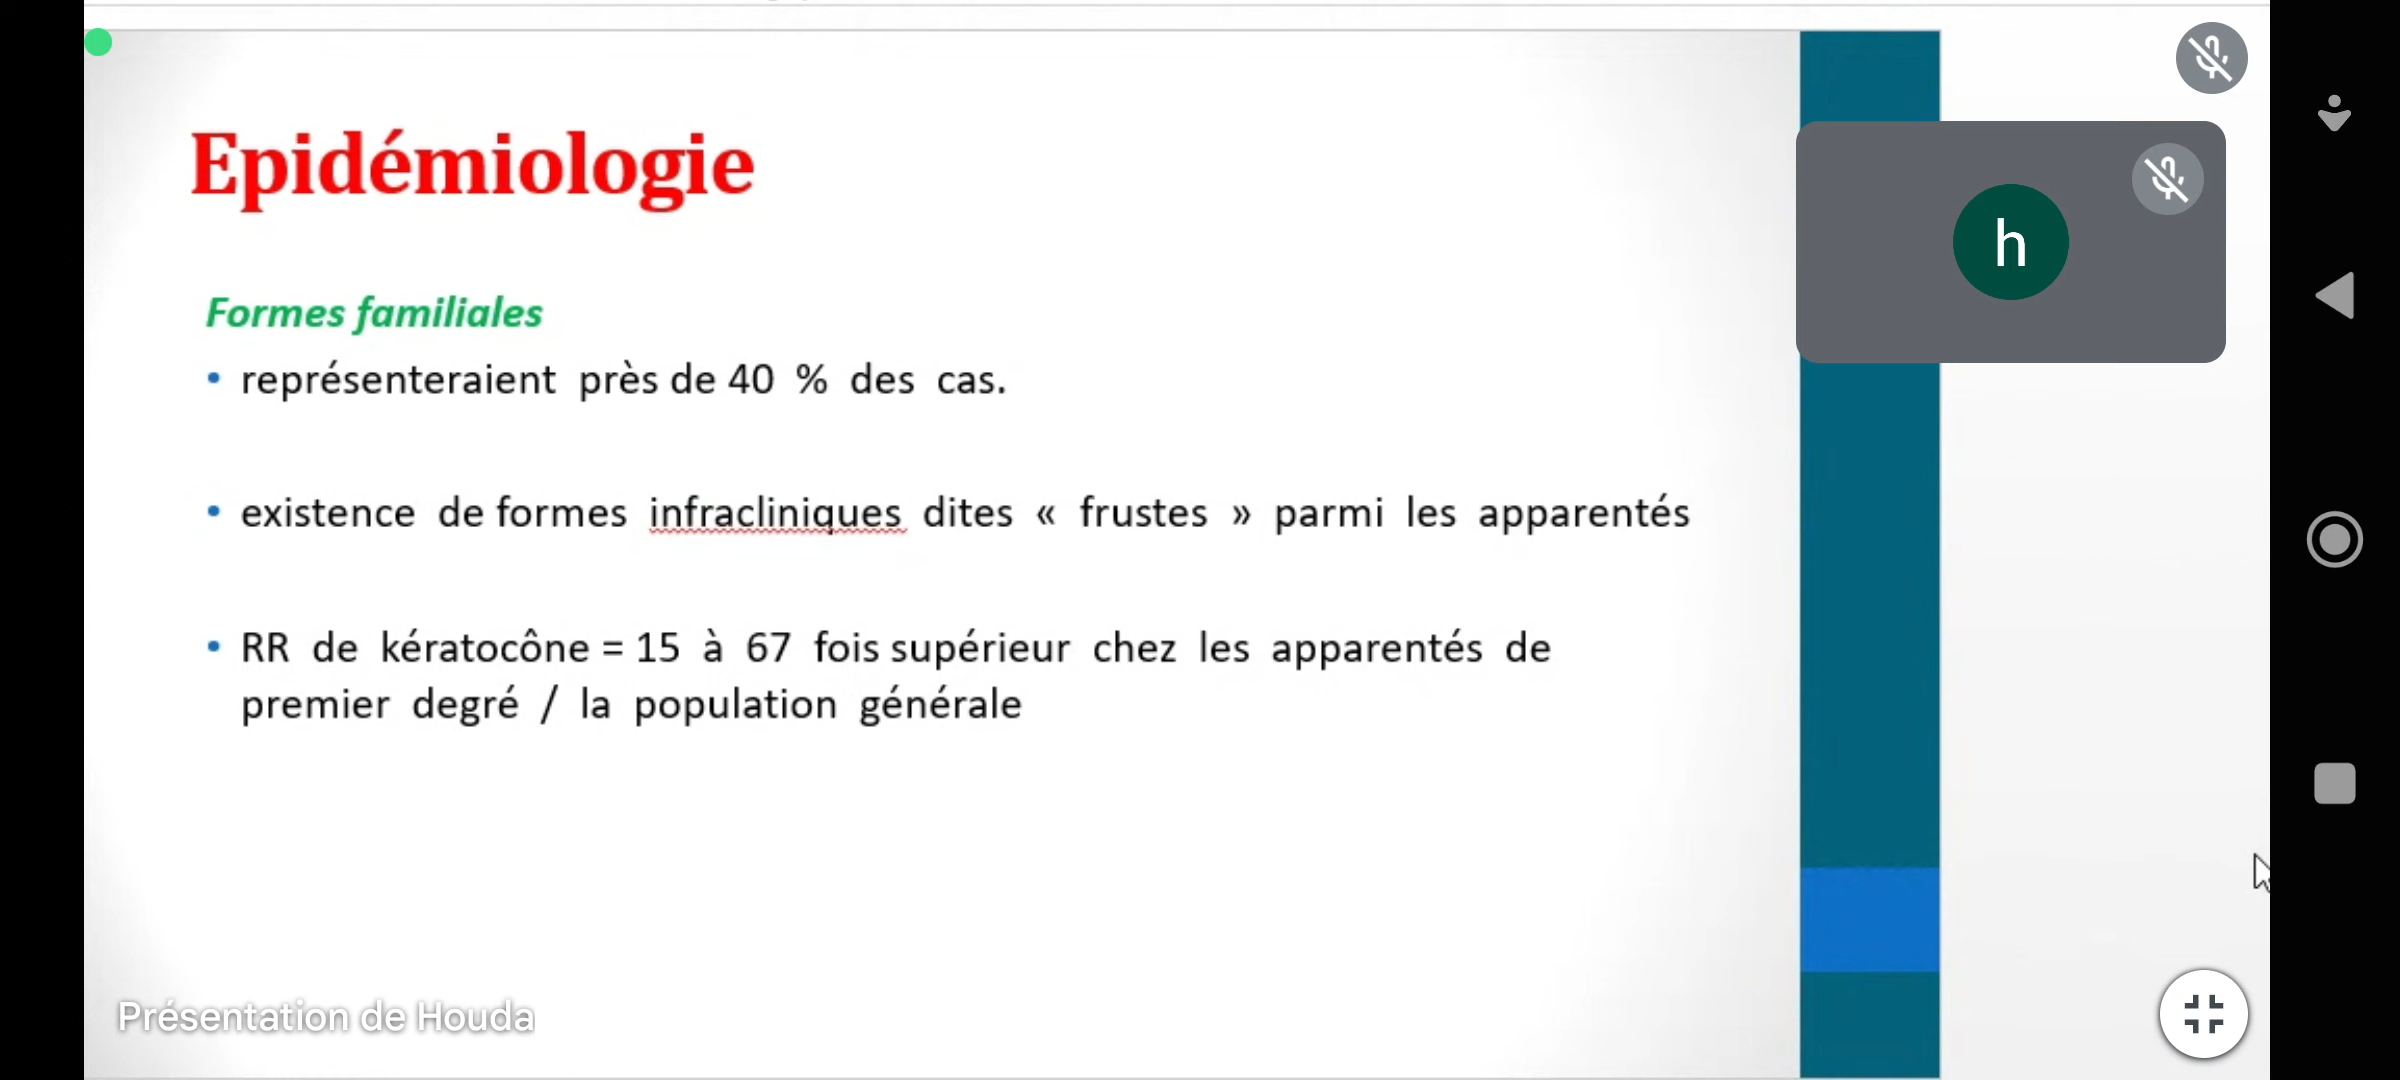 Epidémiologie
h
Formes familiales
• représenteraient près de 40 % des cas.
• existence de formes infracliniques dites « frustes » parmi les apparentés
• RR de kératocône = 15 à 67 fois supérieur chez les apparentés de
premier degré / la population générale
Présentation de Houda